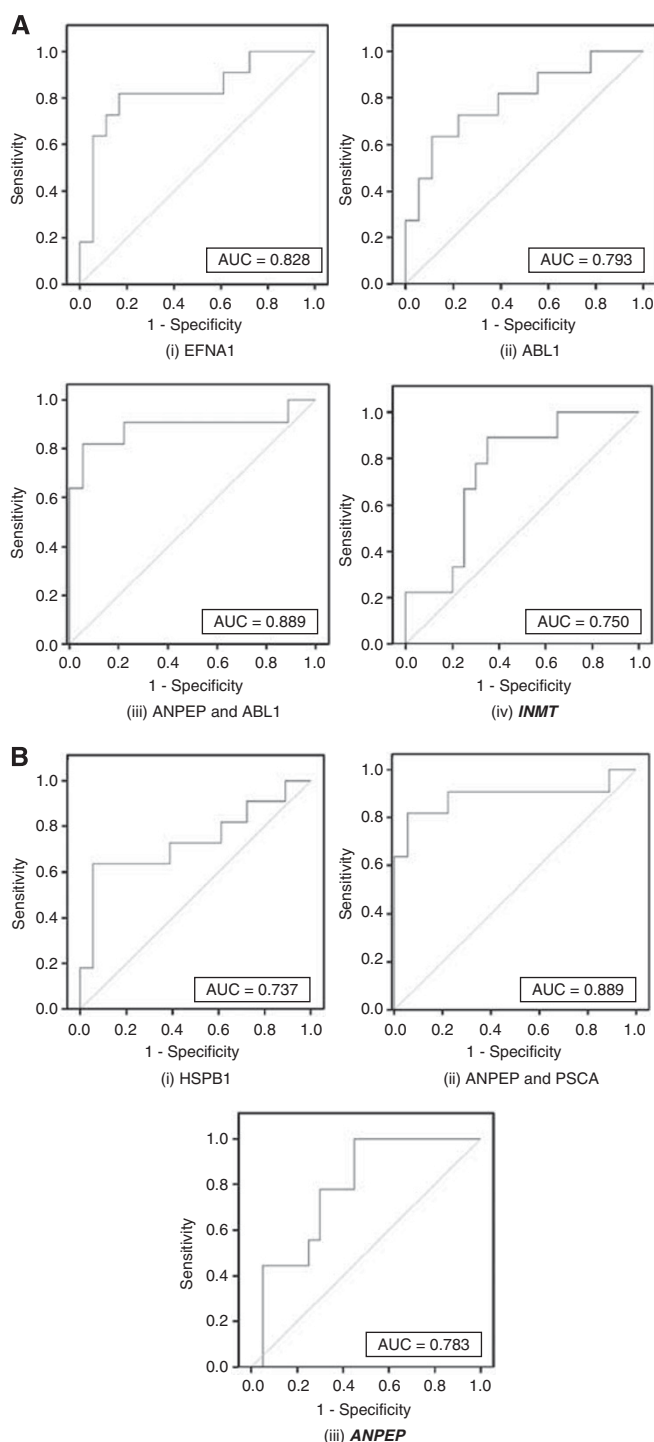 A
Sensitivity
1.0
0.8
0.6
0.4
0.2
0.0
AUC = 0.828
0.0 0.2 0.4 0.6 0.8 1.0
1 - Specificity
(i) EFNA1
Sensitivity
1.0
0.8
0.6
0.4
0.2
0.0
AUC = 0.793
0.0 0.2 0.4 0.6 0.8 1.0
1 - Specificity
(ii) ABL1
Sensitivity
1.0
0.8
0.6
0.4
0.2
0.0
AUC = 0.889
0.0 0.2 0.4 0.6 0.8 1.0
1 - Specificity
(iii) ANPEP and ABL1
Sensitivity
1.0
0.8
0.6
0.4
0.2
0.0
AUC = 0.750
0.0 0.2 0.4 0.6 0.8 1.0
1 - Specificity
(iv) INMT
B
Sensitivity
1.0
0.8
0.6
0.4
0.2
0.0
AUC = 0.737
0.0 0.2 0.4 0.6 0.8 1.0
1 - Specificity
(i) HSPB1
Sensitivity
1.0
0.8
0.6
0.4
0.2
0.0
AUC = 0.889
0.0 0.2 0.4 0.6 0.8 1.0
1 - Specificity
(ii) ANPEP and PSCA
Sensitivity
1.0
0.8
0.6
0.4
0.2
0.0
AUC = 0.783
0.0 0.2 0.4 0.6 0.8 1.0
1 - Specificity
(iii) ANPEP